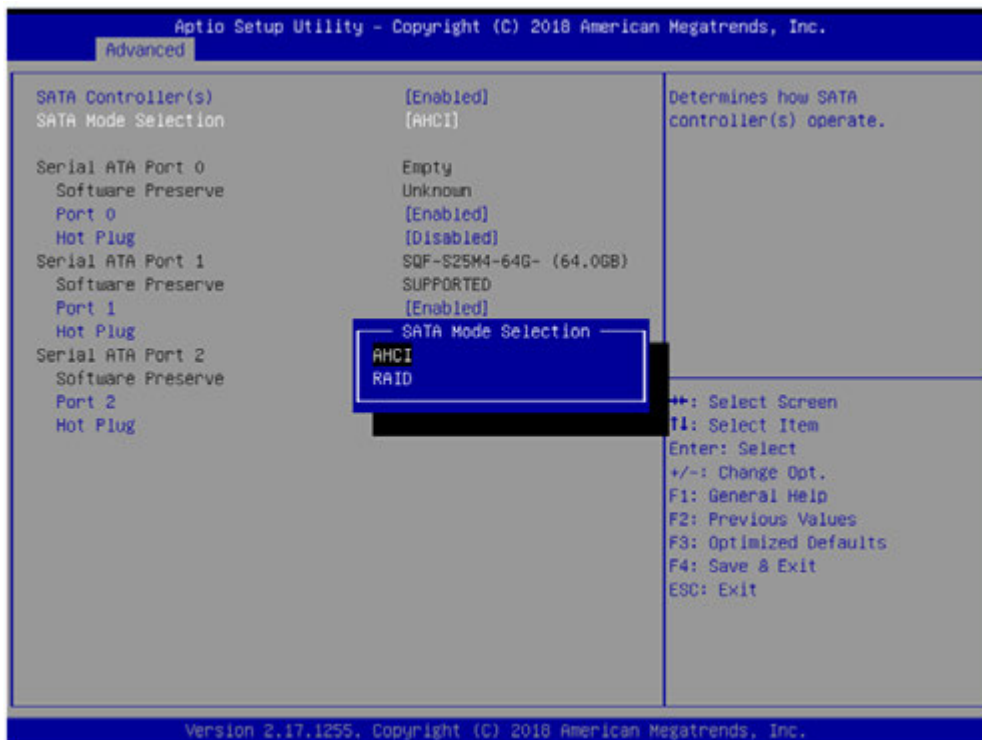 Aptio Setup Utility – Copyright (C) 2018 American Megatrends, Inc.
Advanced
SATA Controller(s) [Enabled]
SATA Mode Selection [AHCI]
Serial ATA Port 0 Empty
Software Preserve Unknown
Port 0 [Enabled]
Hot Plug [Disabled]
Serial ATA Port 1 SQF-S25M4-64G- (64.0GB)
Software Preserve SUPPORTED
Port 1 [Enabled]
Hot Plug
Serial ATA Port 2
Software Preserve
Port 2
Hot Plug
SATA Mode Selection
AHCI
RAID
Determines how SATA
controller(s) operate.
→←: Select Screen
↑↓: Select Item
Enter: Select
+/-: Change Opt.
F1: General Help
F2: Previous Values
F3: Optimized Defaults
F4: Save & Exit
ESC: Exit
Version 2.17.1255. Copyright (C) 2018 American Megatrends, Inc.